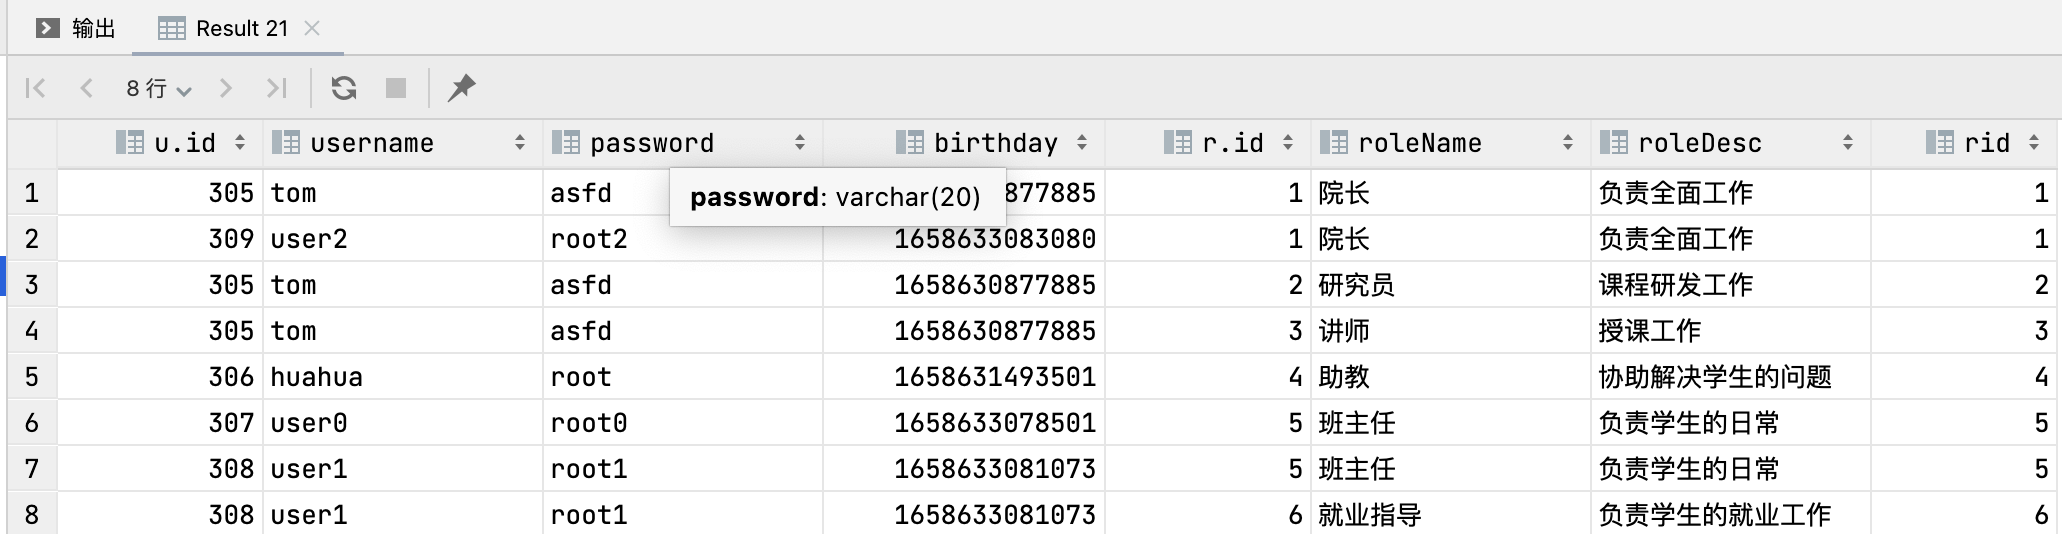 输出 Result 21
8 行
u.id username password birthday r.id roleName roleDesc rid
password: varchar(20)
1 305 tom asfd 877885 1 院长 负责全面工作 1
2 309 user2 root2 1658633083080 1 院长 负责全面工作 1
3 305 tom asfd 1658630877885 2 研究员 课程研发工作 2
4 305 tom asfd 1658630877885 3 讲师 授课工作 3
5 306 huahua root 1658631493501 4 助教 协助解决学生的问题 4
6 307 user0 root0 1658633078501 5 班主任 负责学生的日常 5
7 308 user1 root1 1658633081073 5 班主任 负责学生的日常 5
8 308 user1 root1 1658633081073 6 就业指导 负责学生的就业工作 6